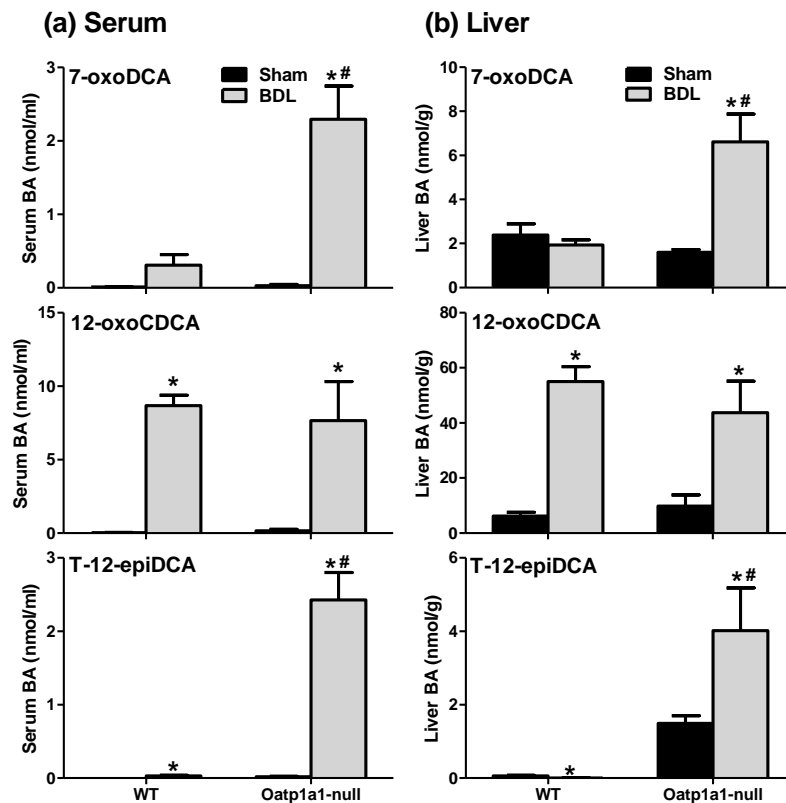 (a) Serum
(b) Liver
7-oxoDCA
Sham
BDL
Serum BA (nmol/ml)
3
2
1
0
*#
7-oxoDCA
Sham
BDL
Liver BA (nmol/g)
10
8
6
4
2
0
*#
12-oxoCDCA
Serum BA (nmol/ml)
15
10
5
0
*
*
12-oxoCDCA
Liver BA (nmol/g)
80
60
40
20
0
*
*
T-12-epiDCA
Serum BA (nmol/ml)
3
2
1
0
*
*#
WT
Oatp1a1-null
T-12-epiDCA
Liver BA (nmol/g)
6
4
2
0
*
*#
WT
Oatp1a1-null